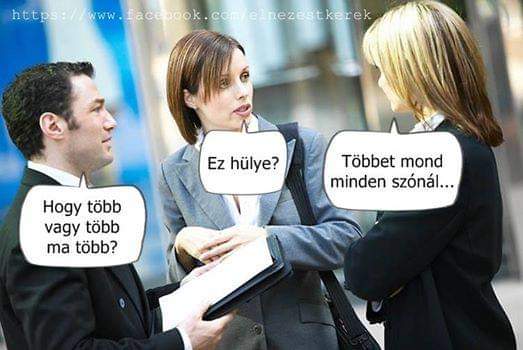 https://www.facebook.com/elnezestkerek
Hogy több
vagy több
ma több?
Ez hülye?
Többet mond
minden szónál...